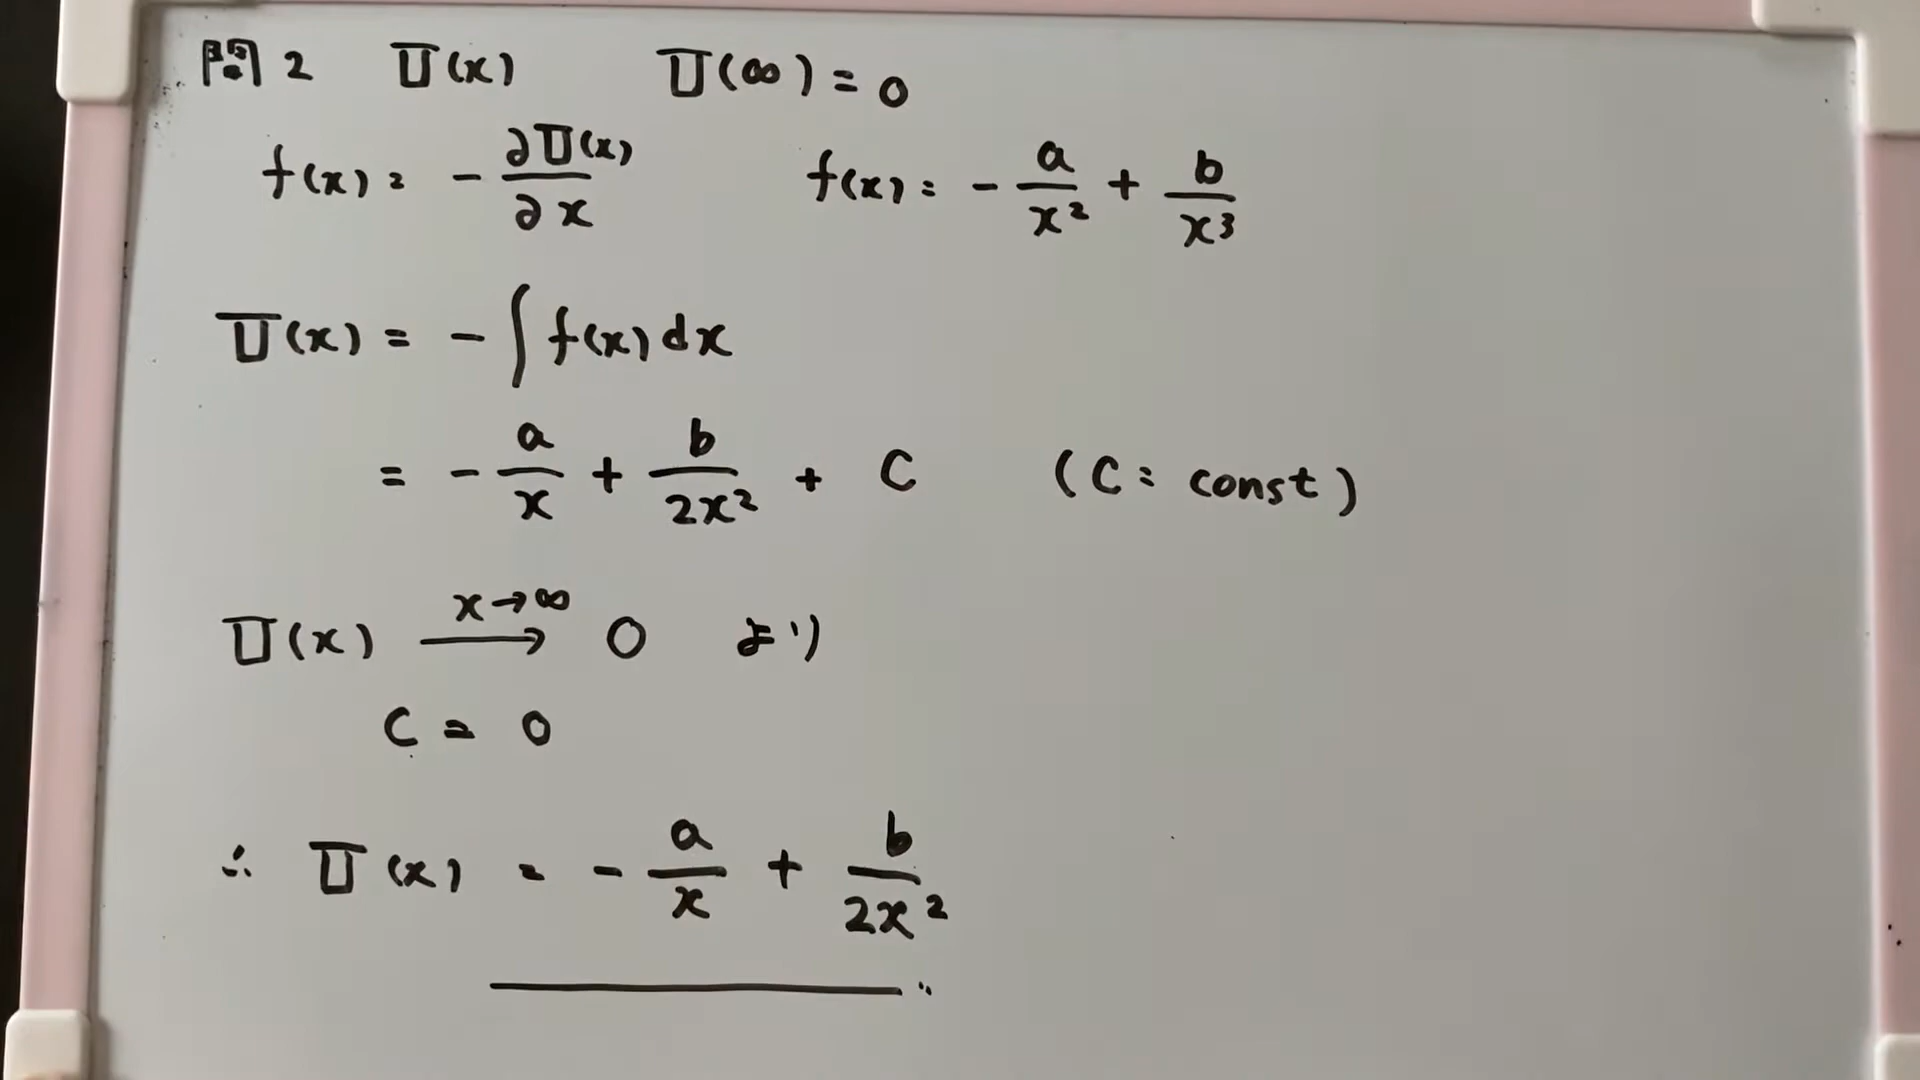 問2 U(x) U(∞) = 0
f(x) = - ∂U(x)/∂x f(x) = - a/x² + b/x³
U(x) = - ∫ f(x) dx
= - a/x + b/2x² + C (C = const)
U(x) x→∞ ⟶ 0 より
C = 0
∴ U(x) = - a/x + b/2x²